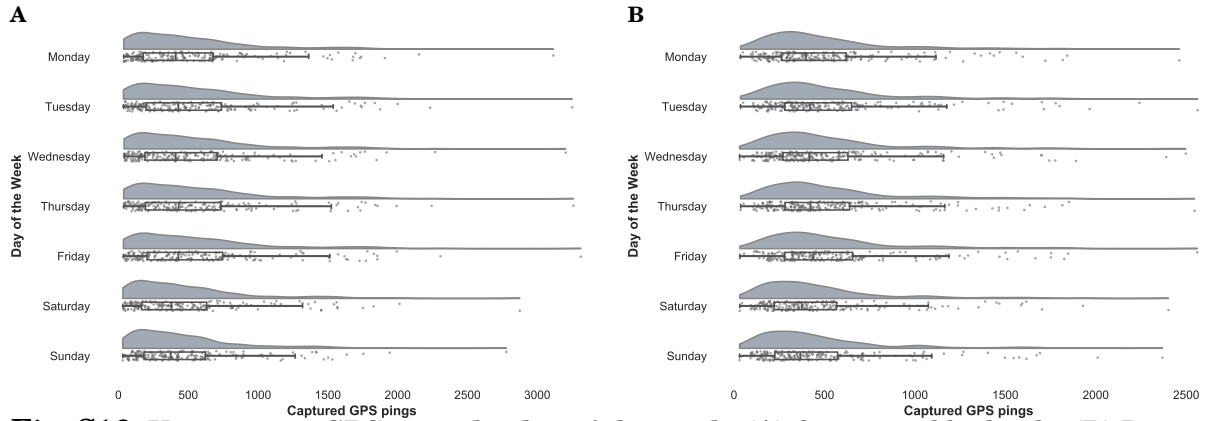 A
B
Monday
Tuesday
Wednesday
Thursday
Friday
Saturday
Sunday
Day of the Week
0 500 1000 1500 2000 2500 3000
Captured GPS pings
Monday
Tuesday
Wednesday
Thursday
Friday
Saturday
Sunday
Day of the Week
0 500 1000 1500 2000 2500
Captured GPS pings